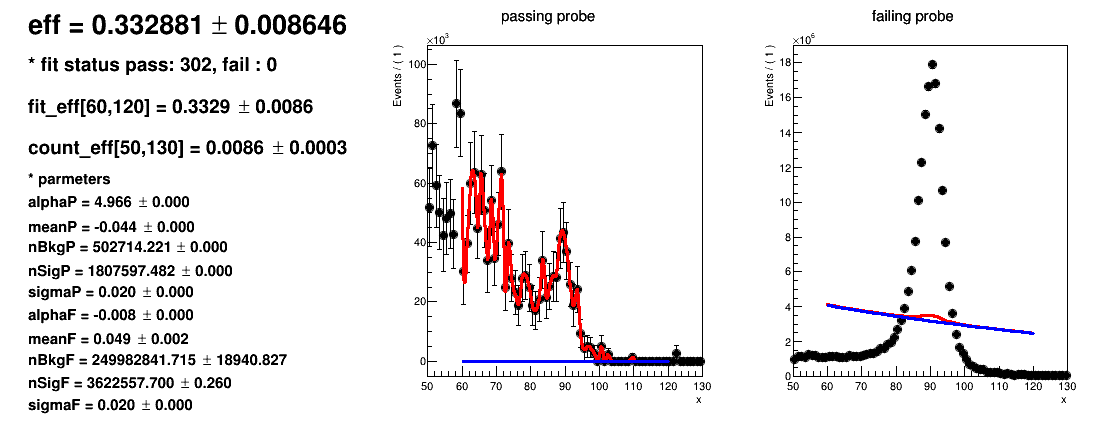 eff = 0.332881 ± 0.008646
* fit status pass: 302, fail : 0
fit_eff[60,120] = 0.3329 ± 0.0086
count_eff[50,130] = 0.0086 ± 0.0003
* parmeters
alphaP = 4.966 ± 0.000
meanP = -0.044 ± 0.000
nBkgP = 502714.221 ± 0.000
nSigP = 1807597.482 ± 0.000
sigmaP = 0.020 ± 0.000
alphaF = -0.008 ± 0.000
meanF = 0.049 ± 0.002
nBkgF = 249982841.715 ± 18940.827
nSigF = 3622557.700 ± 0.260
sigmaF = 0.020 ± 0.000
passing probe
×10³
Events / ( 1 )
100
80
60
40
20
0
50 60 70 80 90 100 110 120 130
x
failing probe
×10⁶
Events / ( 1 )
18
16
14
12
10
8
6
4
2
0
50 60 70 80 90 100 110 120 130
x